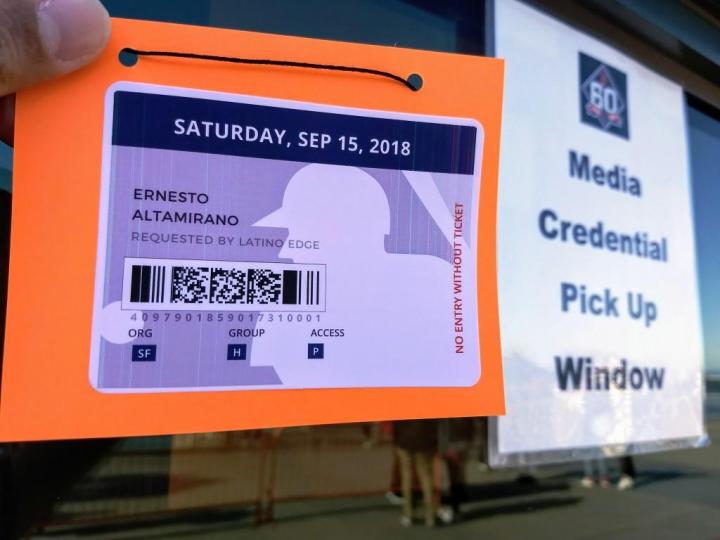 SATURDAY, SEP 15, 2018
ERNESTO
ALTAMIRANO
REQUESTED BY LATINO EDGE
4097901859017310001
ORG GROUP ACCESS
SF H P
NO ENTRY WITHOUT TICKET
60
Media
Credential
Pick Up
Window